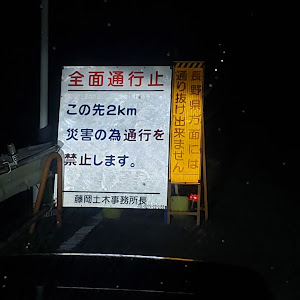 全面通行止
この先2km
災害の為通行を
禁止します。
藤岡土木事務所長
長野県方面には
通り抜け出来ません